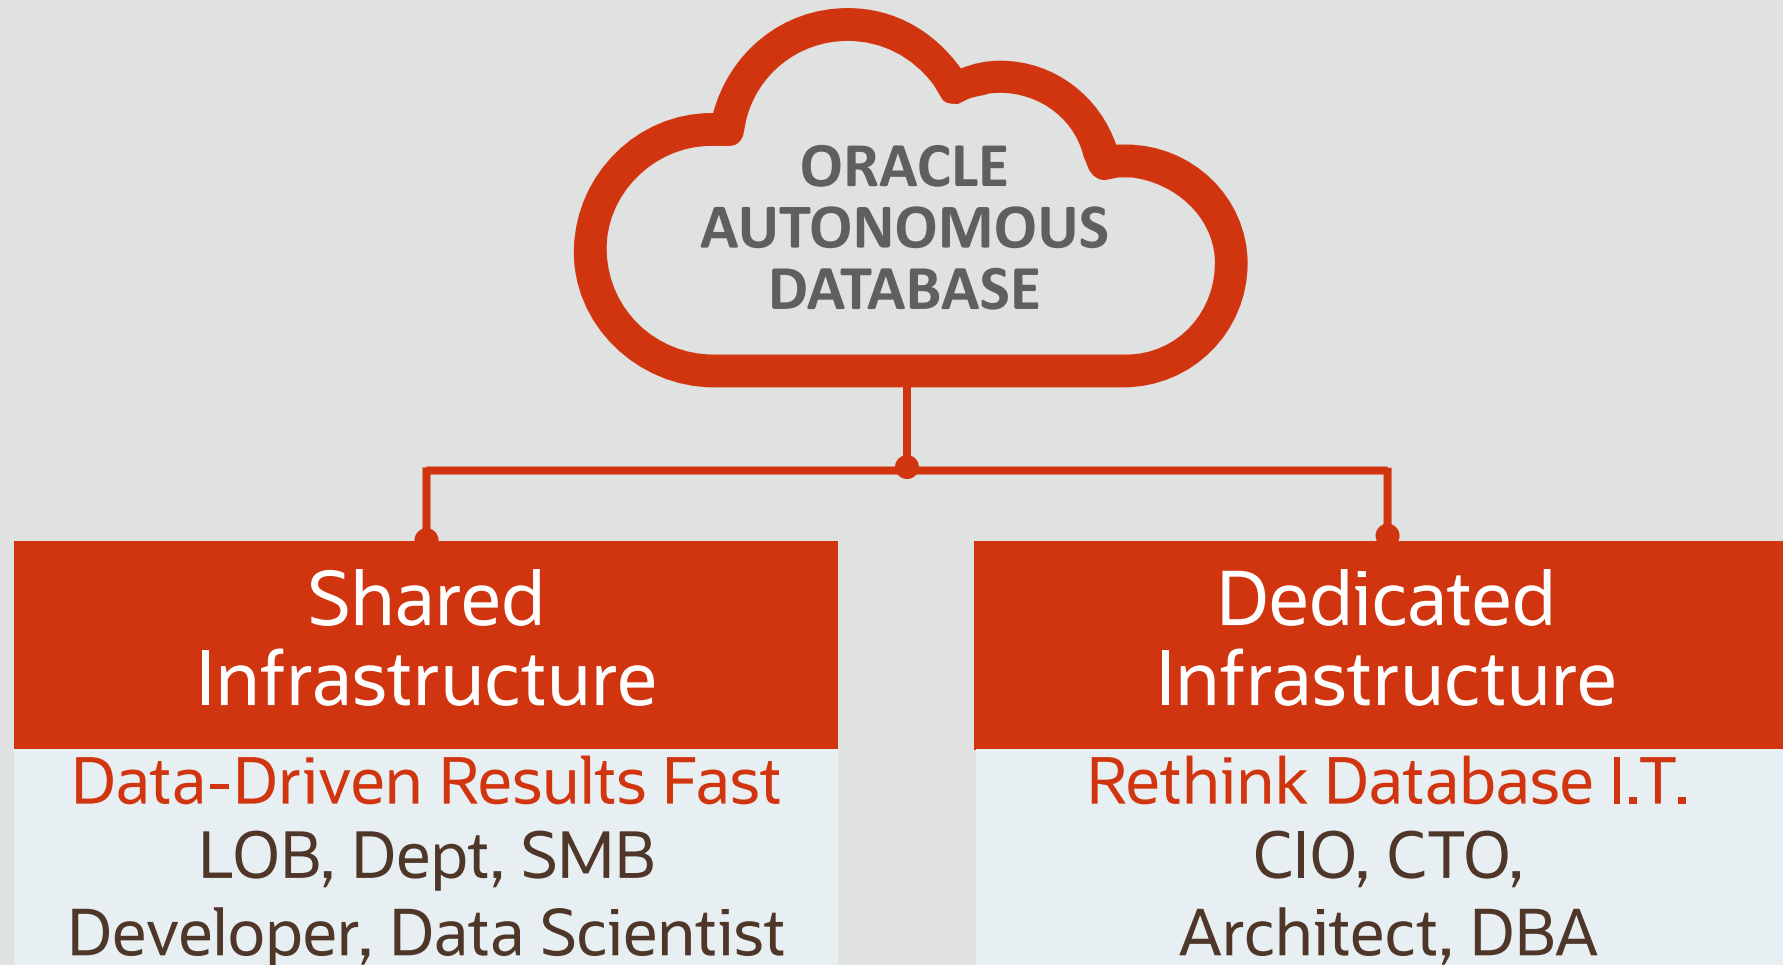 ORACLE
AUTONOMOUS
DATABASE
Shared
Infrastructure
Data-Driven Results Fast
LOB, Dept, SMB
Developer, Data Scientist
Dedicated
Infrastructure
Rethink Database I.T.
CIO, CTO,
Architect, DBA